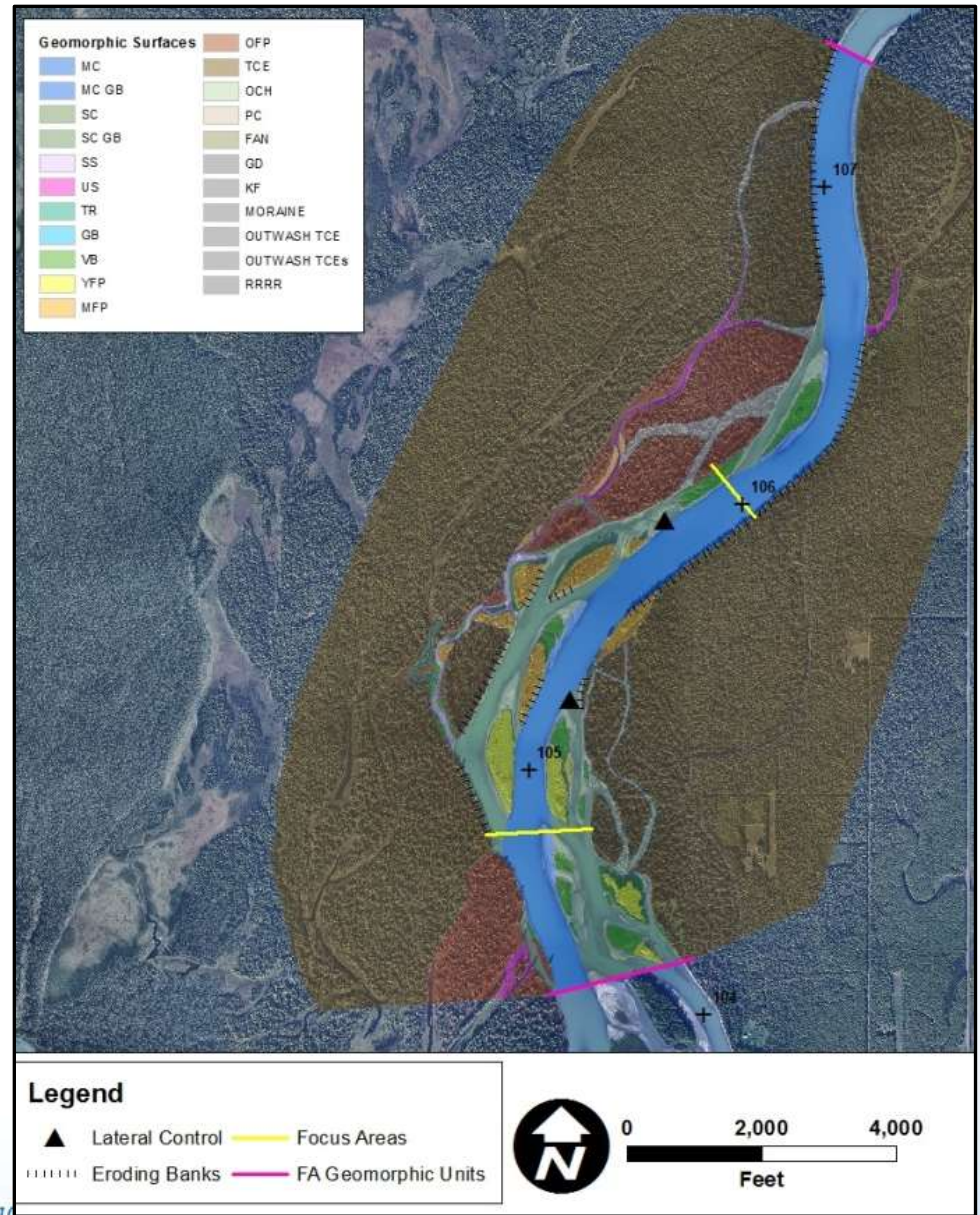 Geomorphic Surfaces
MC
MC GB
SC
SC GB
SS
US
TR
GB
VB
YFP
MFP
OFP
TCE
OCH
PC
FAN
GD
KF
MORAINE
OUTWASH TCE
OUTWASH TCEs
RRRR
107
106
105
104
Legend
Lateral Control
Focus Areas
Eroding Banks
FA Geomorphic Units
N
0 2,000 4,000
Feet